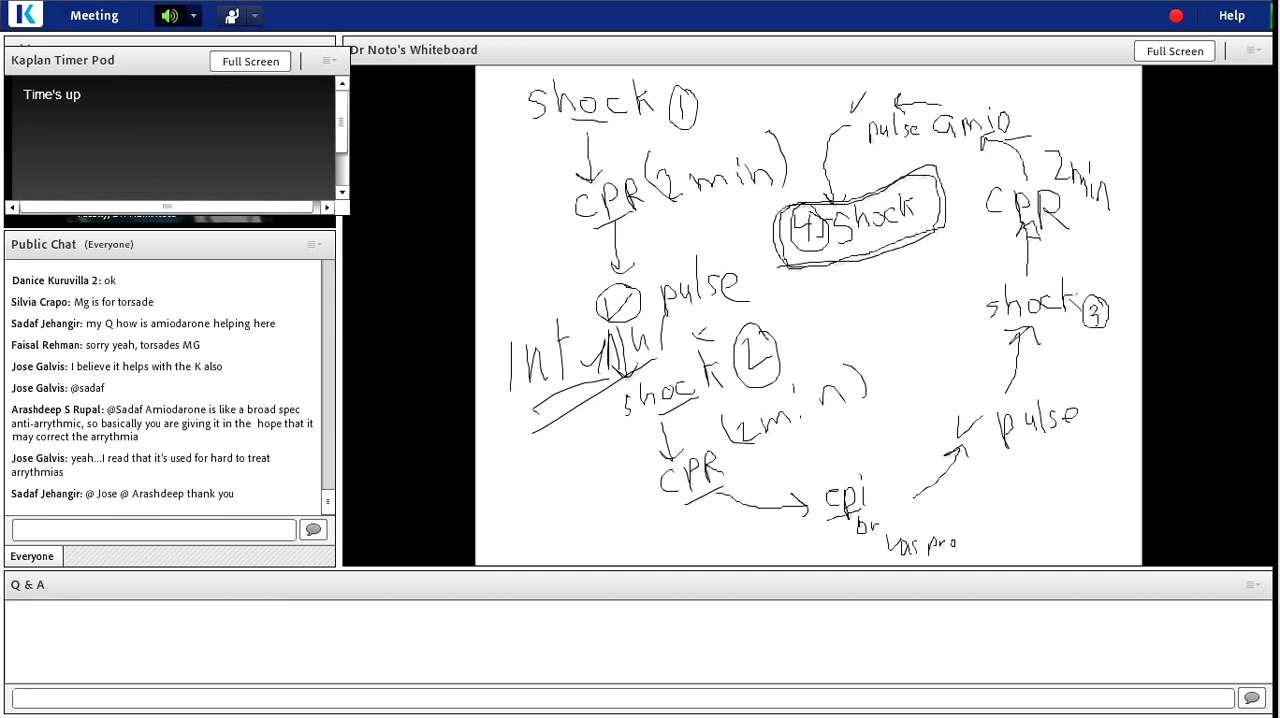 K Meeting Help
Kaplan Timer Pod Full Screen
Time's up
Public Chat (Everyone)
Danice Kuruvilla 2: ok
Silvia Crapo: Mg is for torsade
Sadaf Jehangir: my Q how is amiodarone helping here
Faisal Rehman: sorry yeah, torsades MG
Jose Galvis: I believe it helps with the K also
Jose Galvis: @sadaf
Arashdeep S Rupal: @Sadaf Amiodarone is like a broad spec
anti-arrythmic, so basically you are giving it in the hope that it
may correct the arrythmia
Jose Galvis: yeah...I read that it's used for hard to treat
arrythmias
Sadaf Jehangir: @ Jose @ Arashdeep thank you
Everyone
Dr Noto's Whiteboard Full Screen
shock 1
CPR (2 min)
pulse
Intub
shock 2
(2 min)
CPR
epi
or
vas pro
pulse
shock 3
CPR 2 min
amio
pulse
4 shock
Q & A